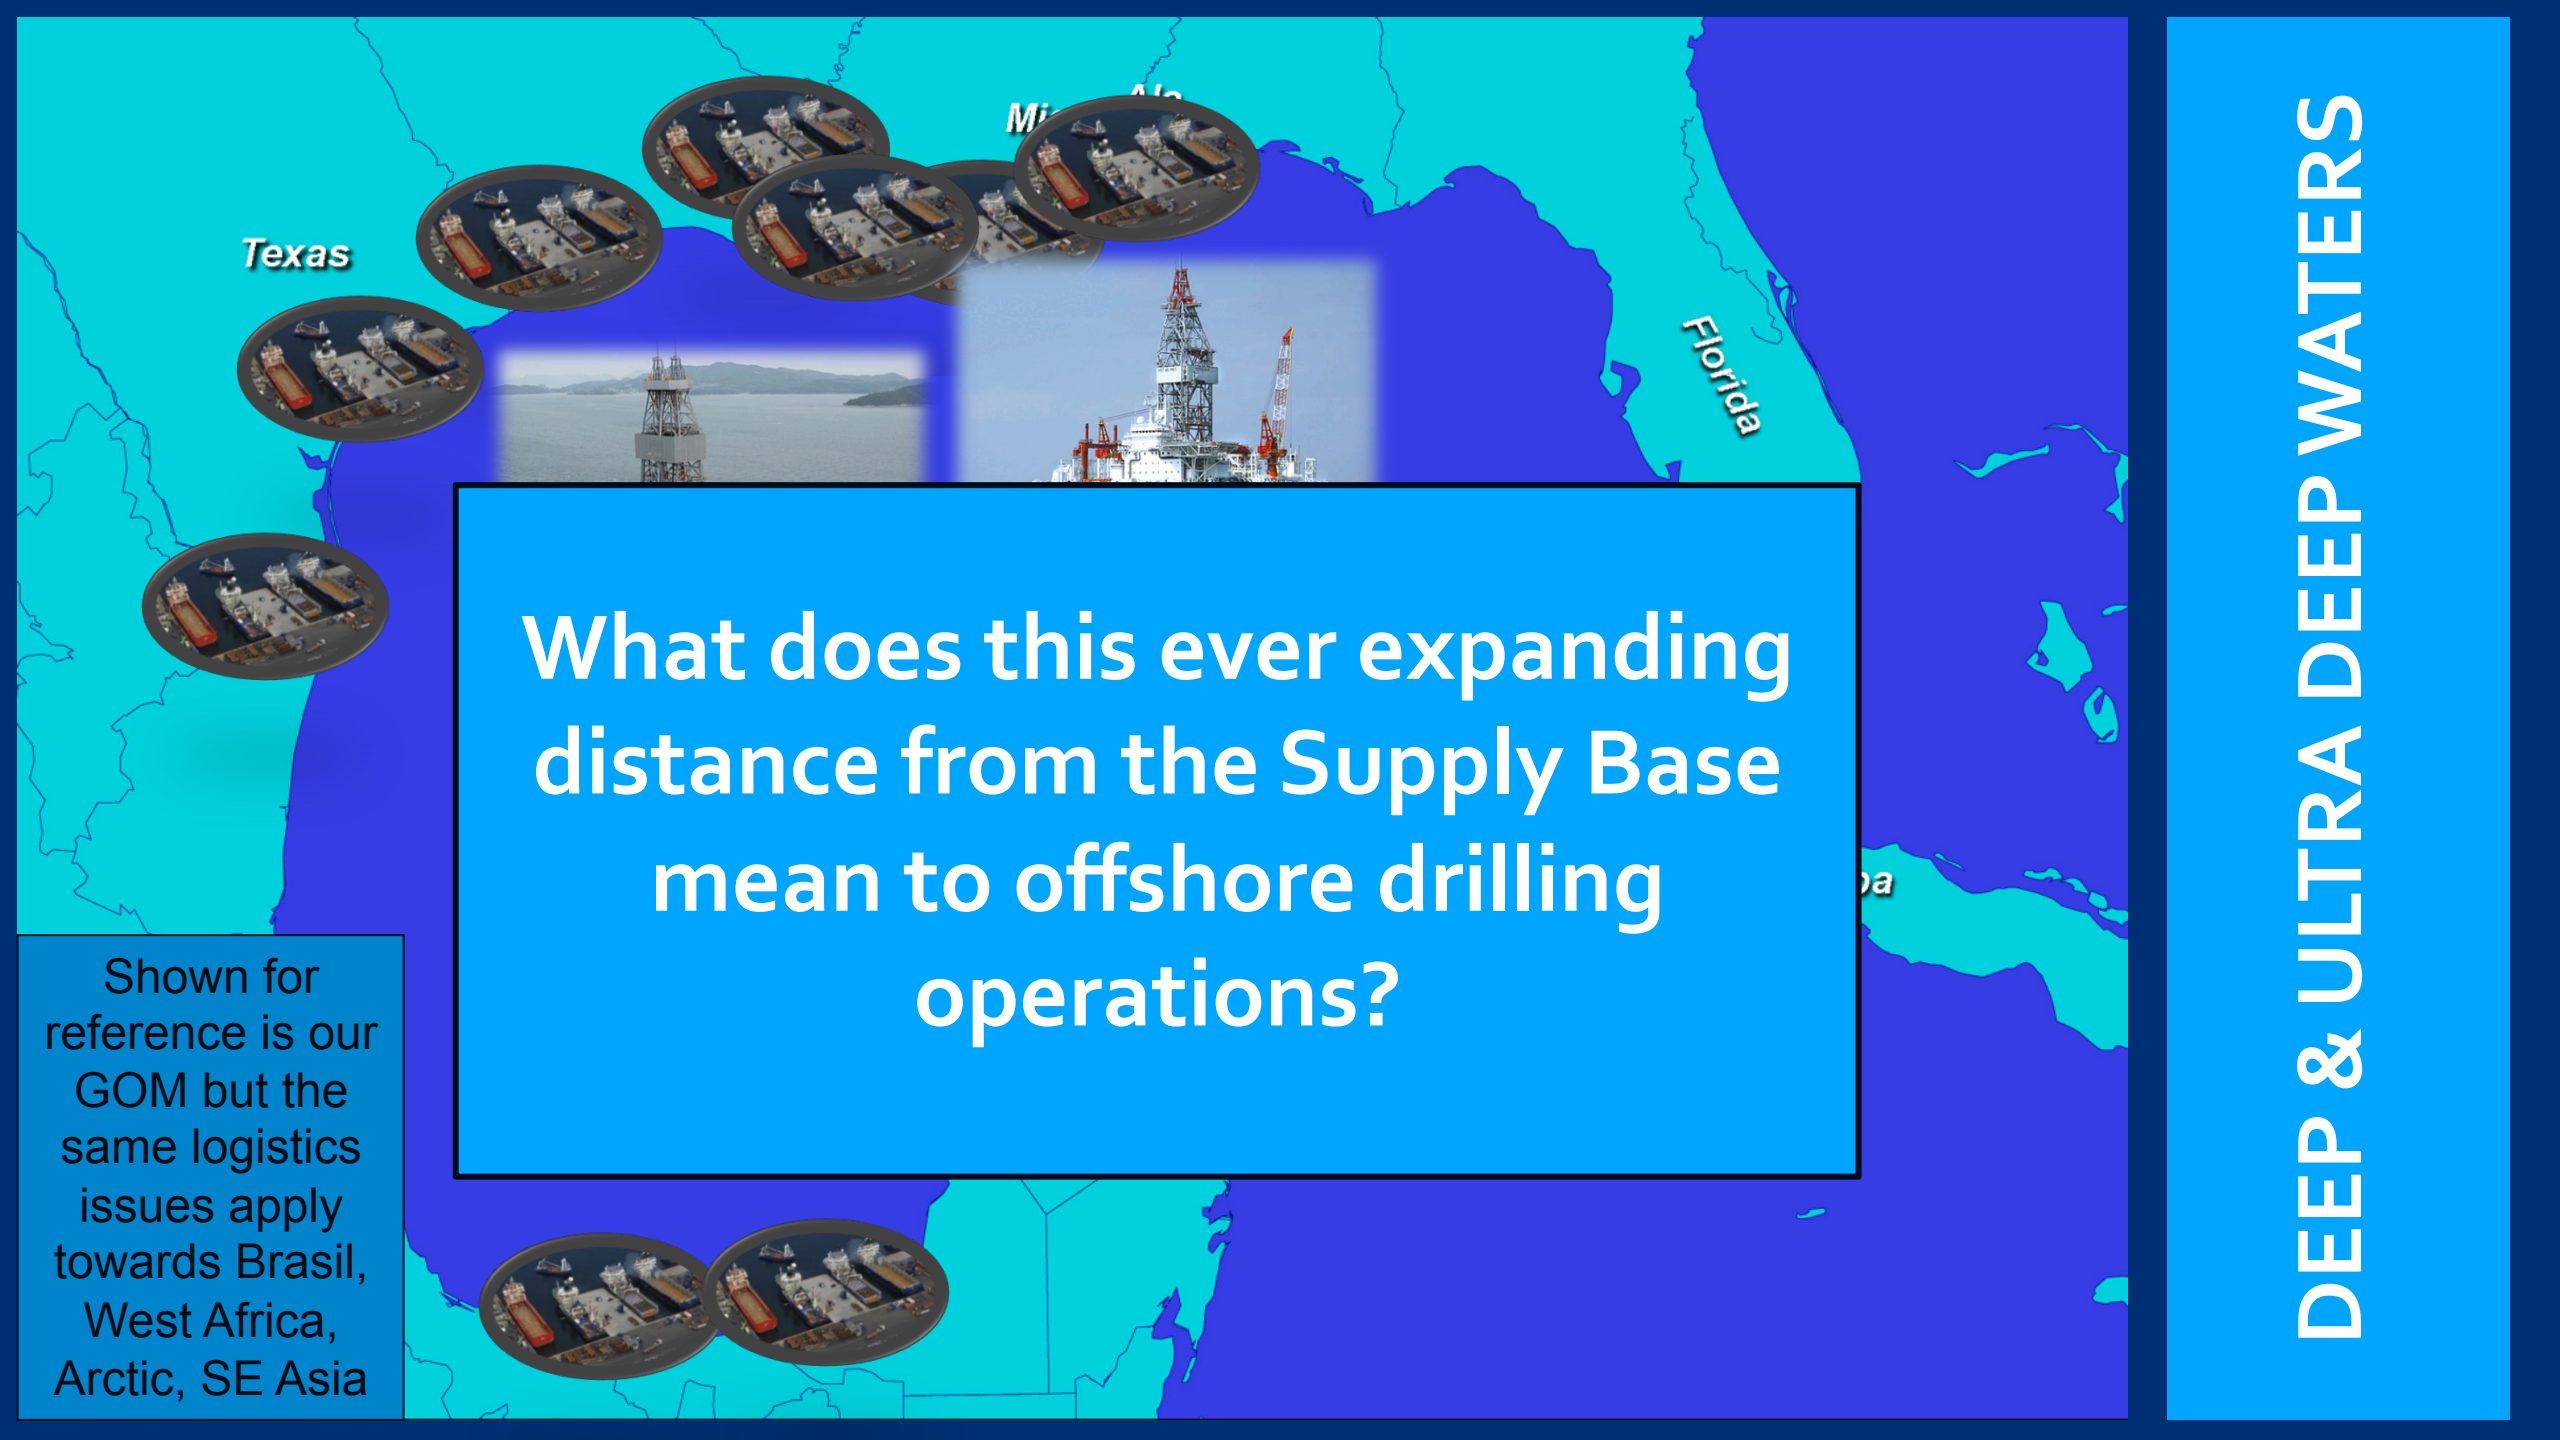 Texas
Florida
What does this ever expanding
distance from the Supply Base
mean to offshore drilling
operations?
Shown for
reference is our
GOM but the
same logistics
issues apply
towards Brasil,
West Africa,
Arctic, SE Asia
DEEP & ULTRA DEEP WATERS